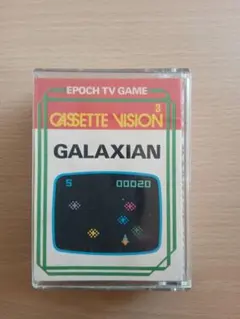 EPOCH TV GAME
3
CASSETTE VISION
GALAXIAN
5 00020